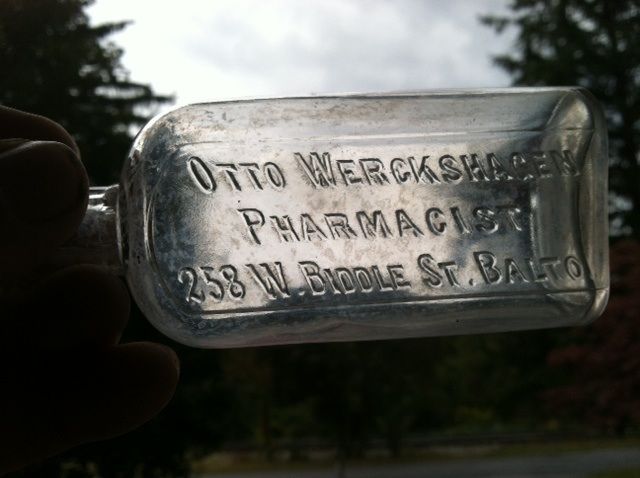 OTTO WERCKSHAGEN
PHARMACIST
258 W. BIDDLE ST. BALTO